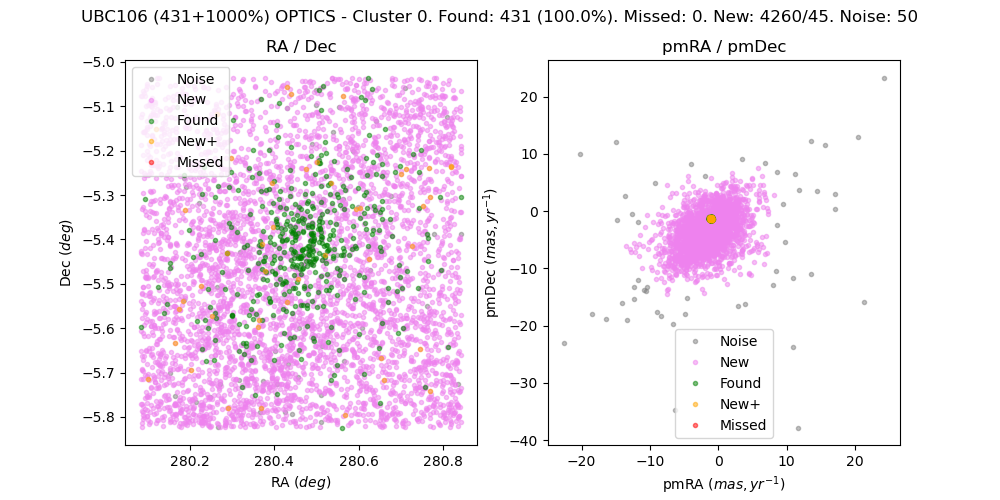 UBC106 (431+1000%) OPTICS - Cluster 0. Found: 431 (100.0%). Missed: 0. New: 4260/45. Noise: 50
RA / Dec
pmRA / pmDec
−5.0
−5.1
−5.2
−5.3
−5.4
−5.5
−5.6
−5.7
−5.8
Dec (deg)
Noise
New
Found
New+
Missed
280.2
280.4
280.6
280.8
RA (deg)
20
10
0
−10
−20
−30
−40
pmDec (mas, yr⁻¹)
Noise
New
Found
New+
Missed
−20
−10
0
10
20
pmRA (mas, yr⁻¹)